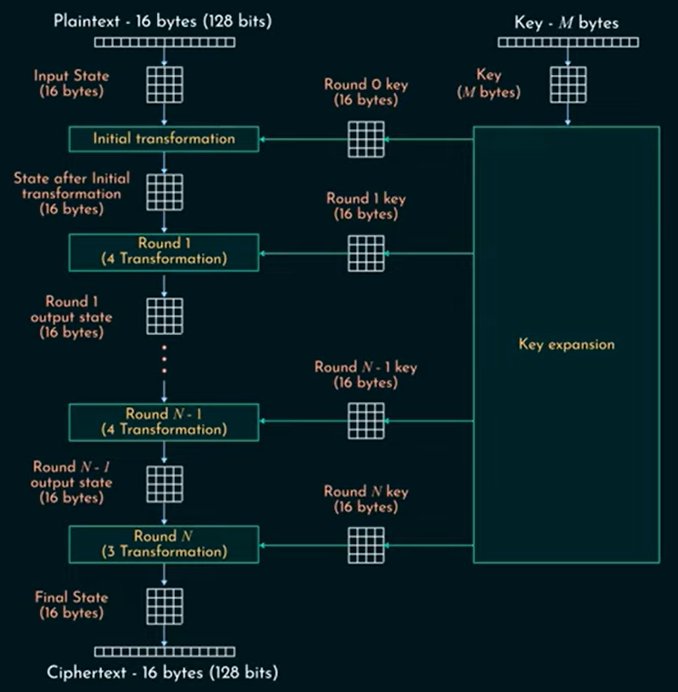 Plaintext - 16 bytes (128 bits)
Key - M bytes
Input State
(16 bytes)
Round 0 key
(16 bytes)
Key
(M bytes)
Initial transformation
State after Initial
transformation
(16 bytes)
Round 1 key
(16 bytes)
Round 1
(4 Transformation)
Round 1
output state
(16 bytes)
Key expansion
Round N - 1 key
(16 bytes)
Round N - 1
(4 Transformation)
Round N - 1
output state
(16 bytes)
Round N key
(16 bytes)
Round N
(3 Transformation)
Final State
(16 bytes)
Ciphertext - 16 bytes (128 bits)